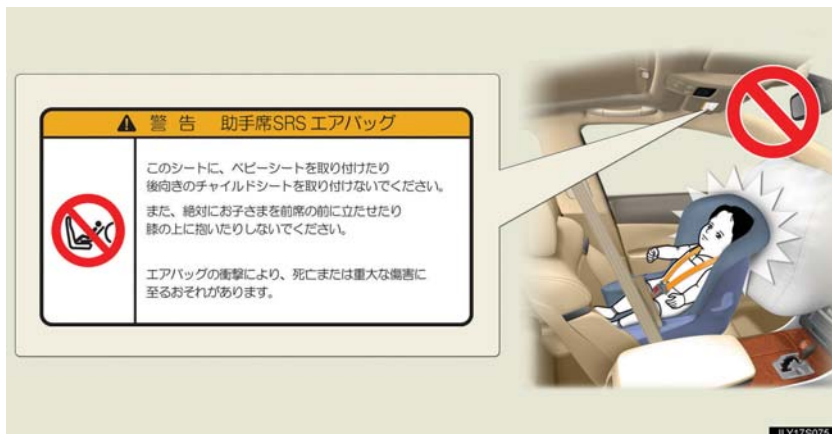 警 告 助手席SRS エアバッグ
このシートに、ベビーシートを取り付けたり
後向きのチャイルドシートを取り付けないでください。
また、絶対にお子さまを前席の前に立たせたり
膝の上に抱いたりしないでください。
エアバッグの衝撃により、死亡または重大な傷害に
至るおそれがあります。